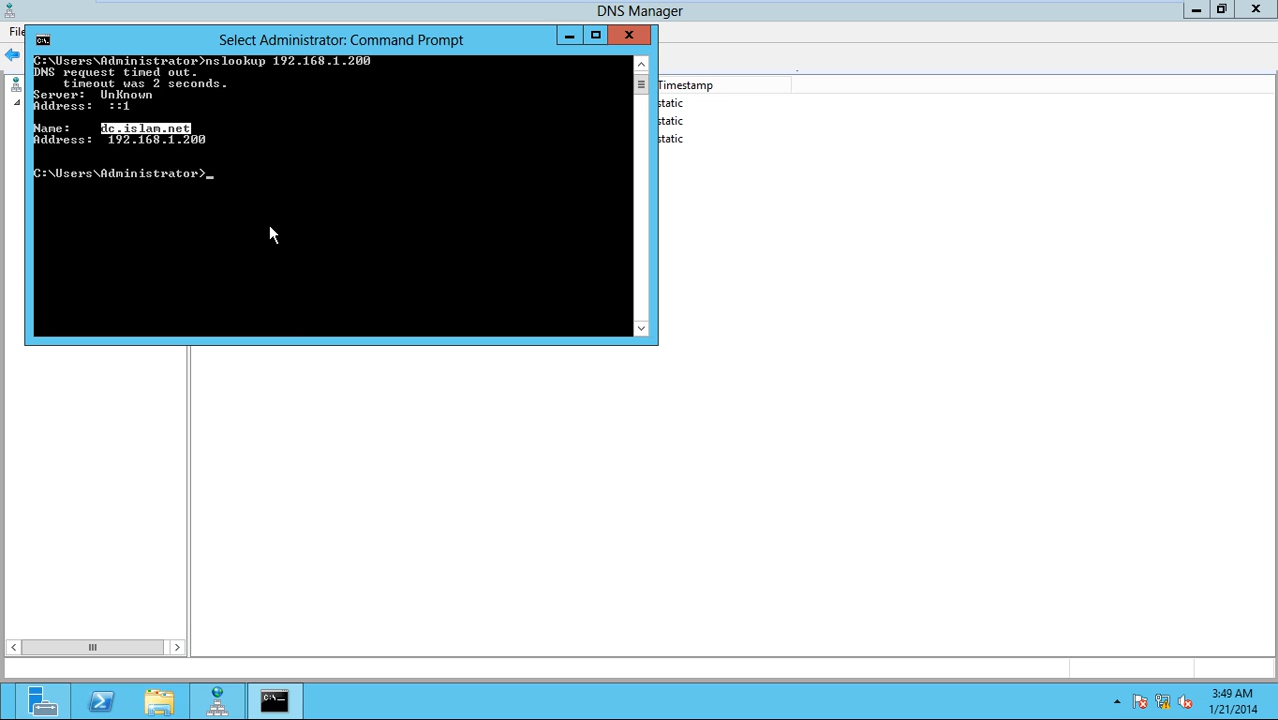 DNS Manager
File
Select Administrator: Command Prompt
C:\Users\Administrator>nslookup 192.168.1.200
DNS request timed out.
timeout was 2 seconds.
Server: UnKnown
Address: ::1
Name: dc.islam.net
Address: 192.168.1.200
C:\Users\Administrator>_
Timestamp
static
static
static
3:49 AM
1/21/2014